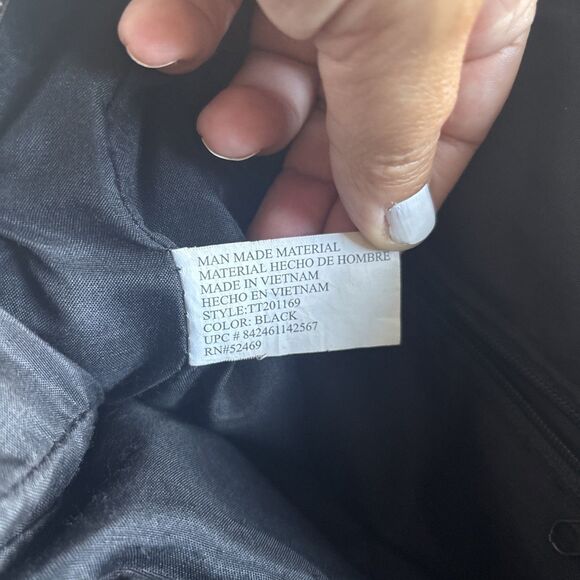 MAN MADE MATERIAL
MATERIAL HECHO DE HOMBRE
MADE IN VIETNAM
HECHO EN VIETNAM
STYLE:TT201169
COLOR: BLACK
UPC # 842461142567
RN#52469